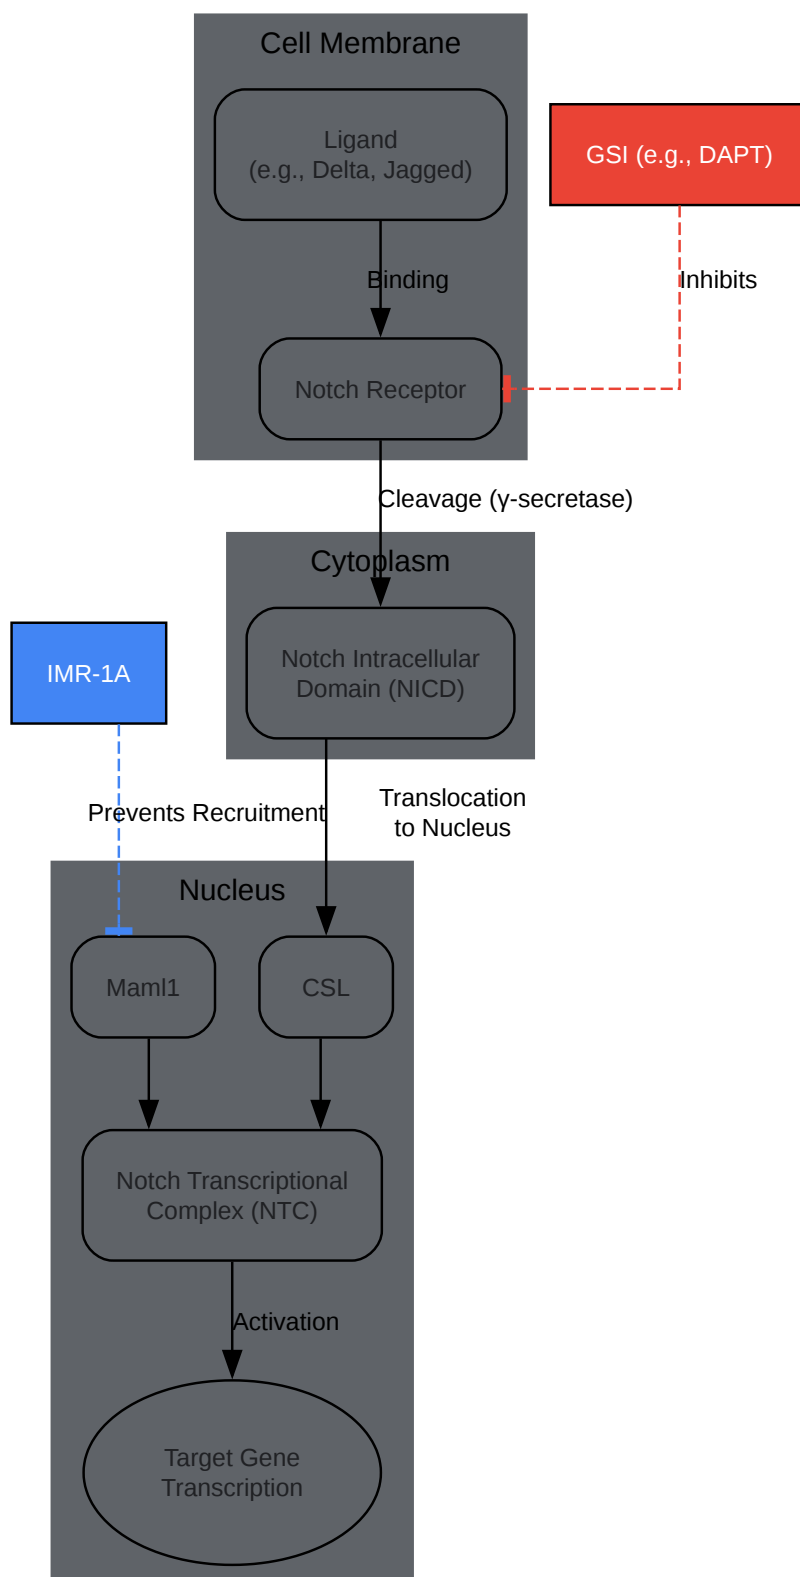 Cell Membrane
Ligand
(e.g., Delta, Jagged)
GSI (e.g., DAPT)
Binding
Inhibits
Notch Receptor
Cleavage (γ-secretase)
Cytoplasm
Notch Intracellular
Domain (NICD)
IMR-1A
Prevents Recruitment
Translocation
to Nucleus
Nucleus
Maml1
CSL
Notch Transcriptional
Complex (NTC)
Activation
Target Gene
Transcription